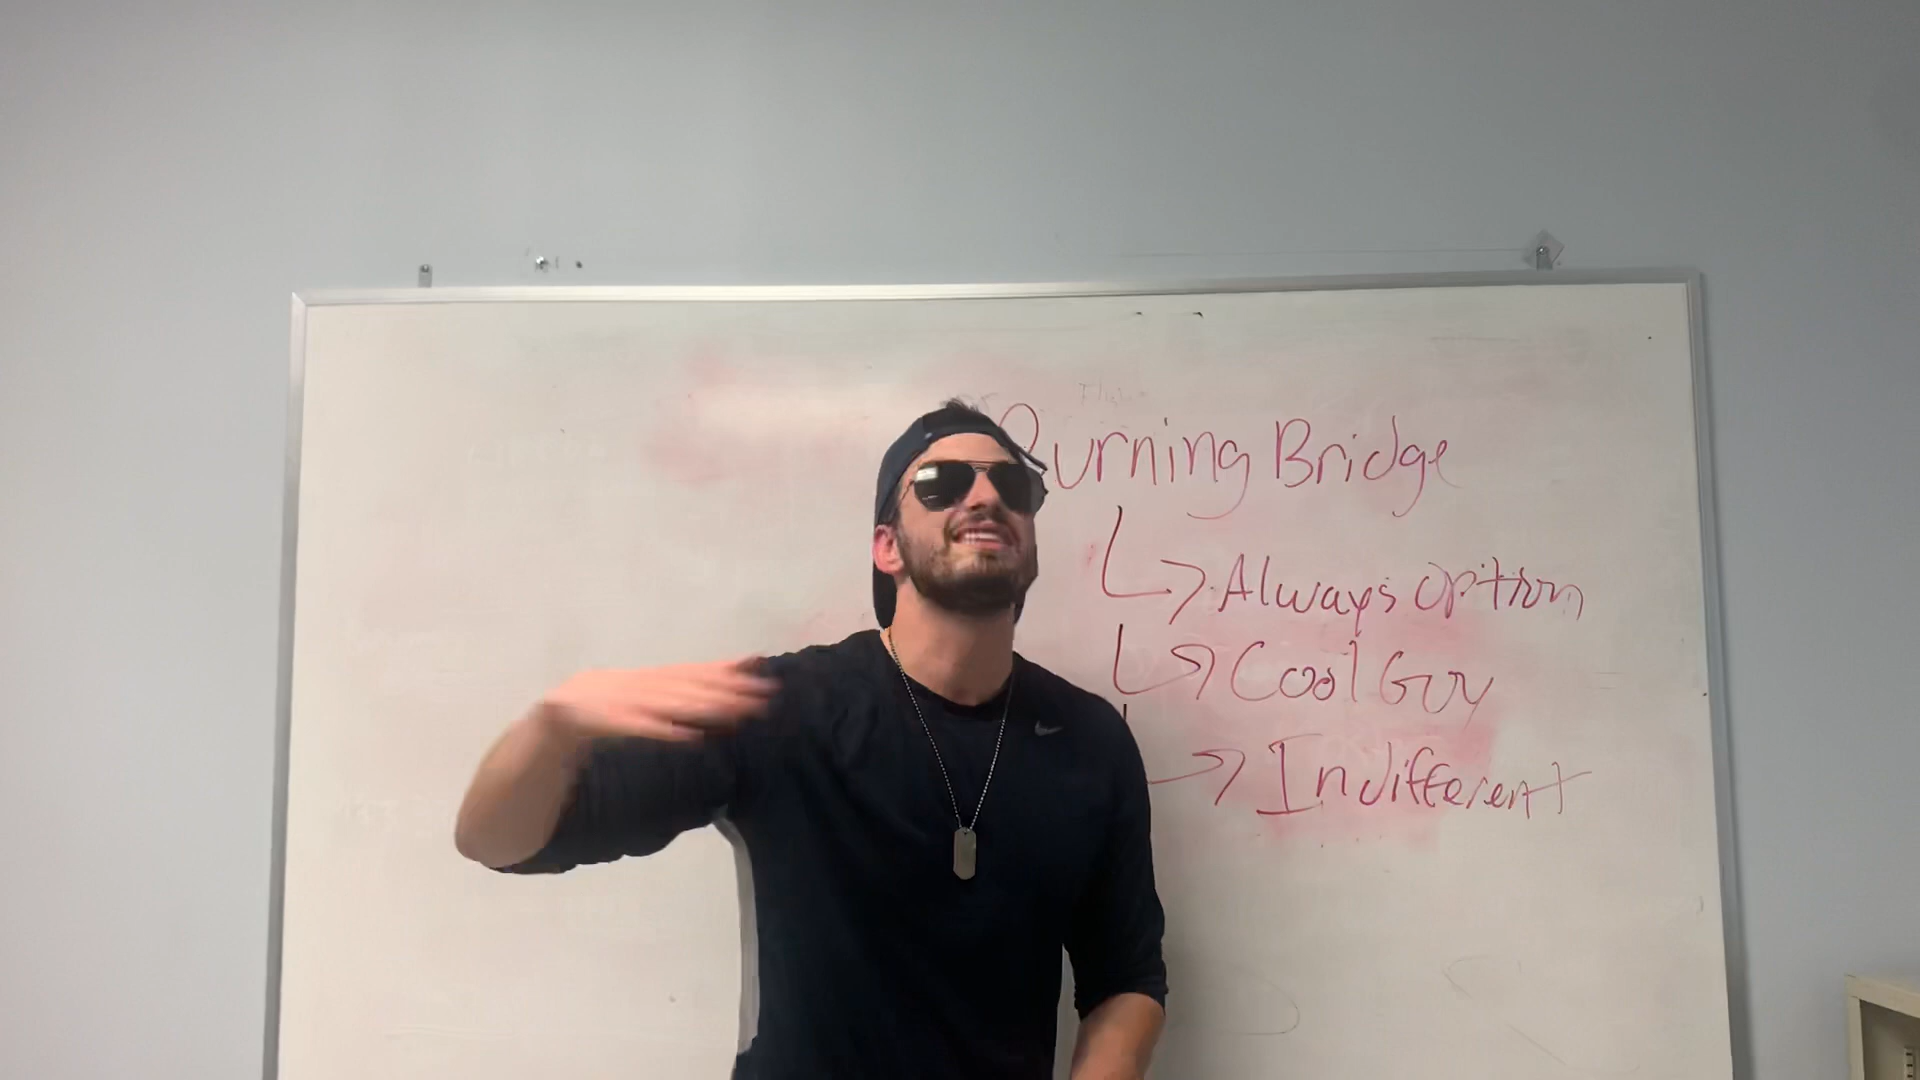 Burning Bridge
Always option
Cool Guy
Indifferent